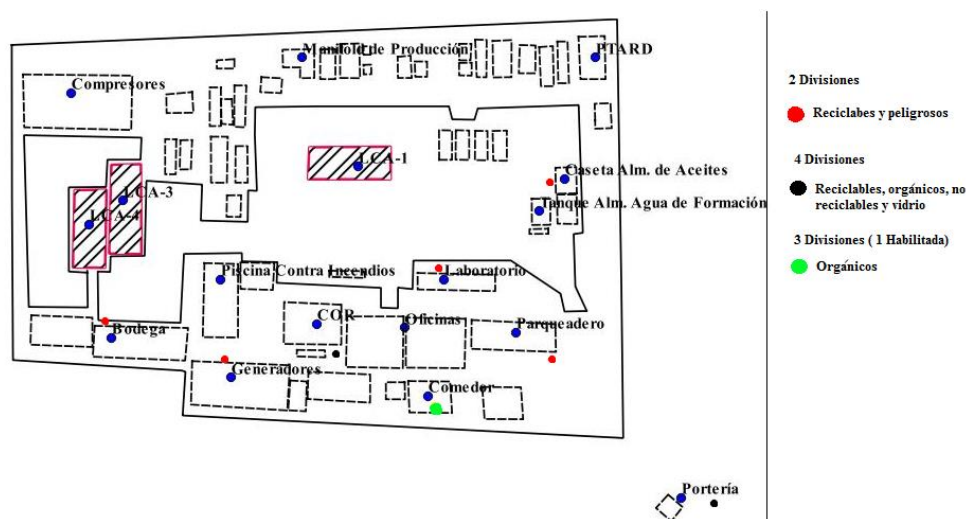 Manifold de Producción
PTARD
Compresores
LCA-1
Caseta Alm. de Aceites
LCA-3
Tanque Alm. Agua de Formación
LCA-4
Piscina Contra Incendios
Laboratorio
COR
Oficinas
Parqueadero
Bodega
Generadores
Comedor
Portería
2 Divisiones
Reciclabes y peligrosos
4 Divisiones
Reciclables, orgánicos, no
reciclables y vidrio
3 Divisiones ( 1 Habilitada)
Orgánicos